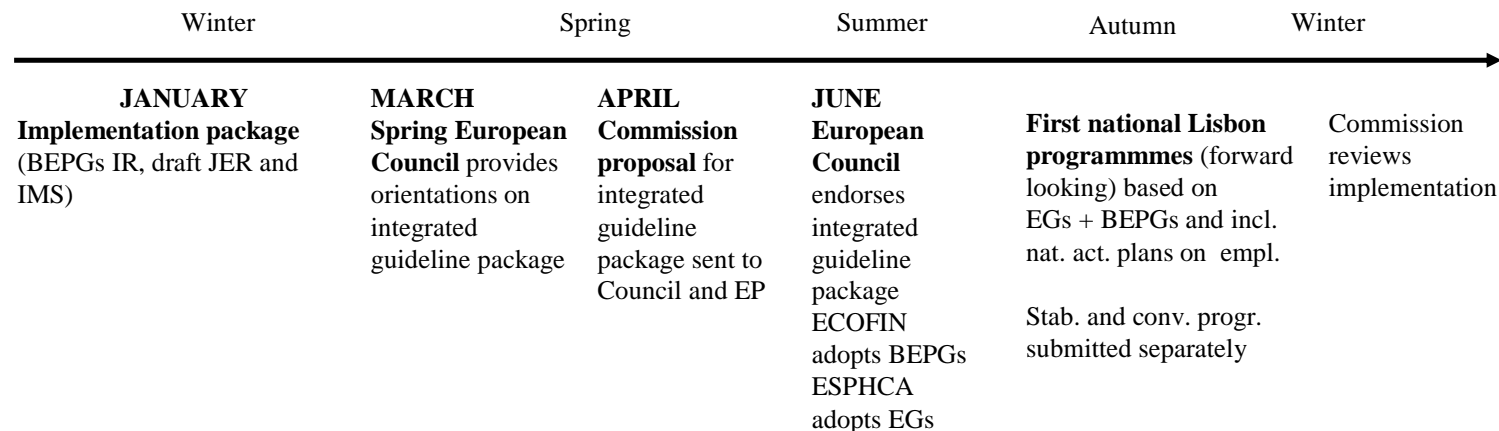 Winter
Spring
Summer
Autumn
Winter
JANUARY
Implementation package
(BEPGs IR, draft JER and
IMS)
MARCH
Spring European
Council provides
orientations on
integrated
guideline package
APRIL
Commission
proposal for
integrated
guideline
package sent to
Council and EP
JUNE
European
Council
endorses
integrated
guideline
package
ECOFIN
adopts BEPGs
ESPHCA
adopts EGs
First national Lisbon
programmmes (forward
looking) based on
EGs + BEPGs and incl.
nat. act. plans on empl.
Stab. and conv. progr.
submitted separately
Commission
reviews
implementation